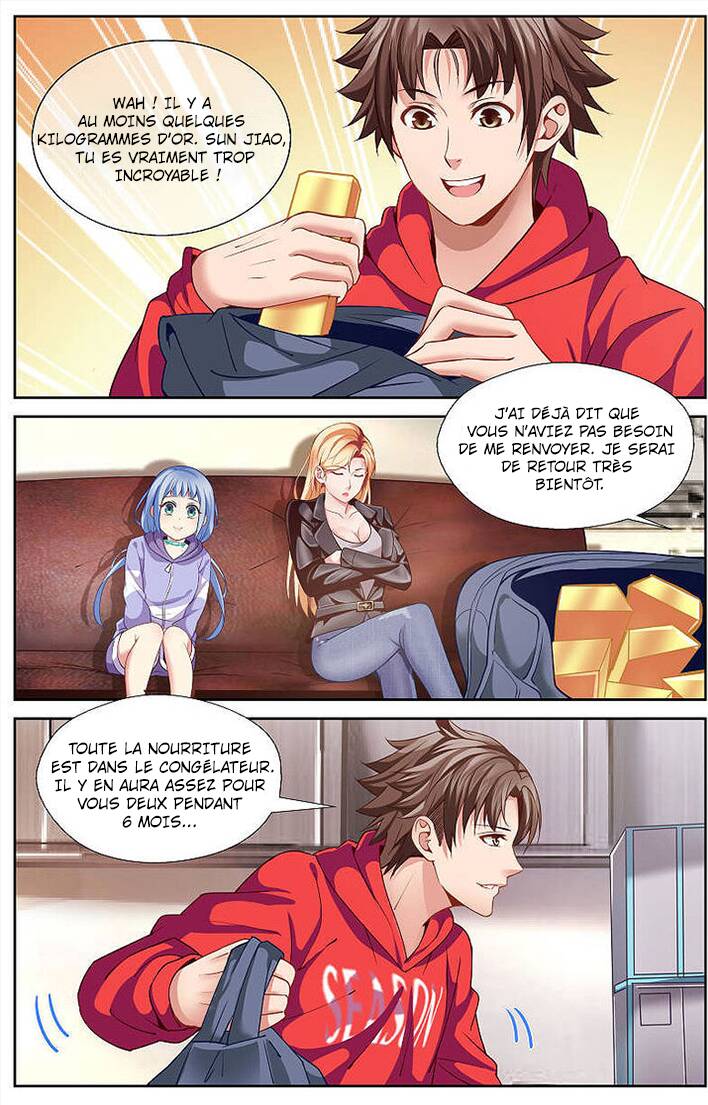 WAH ! IL Y A
AU MOINS QUELQUES
KILOGRAMMES D'OR. SUN JIAO,
TU ES VRAIMENT TROP
INCROYABLE !
J'AI DÉJÀ DIT QUE
VOUS N'AVIEZ PAS BESOIN
DE ME RENVOYER. JE SERAI
DE RETOUR TRÈS
BIENTÔT.
TOUTE LA NOURRITURE
EST DANS LE CONGÉLATEUR.
IL Y EN AURA ASSEZ POUR
VOUS DEUX PENDANT
6 MOIS...
SEASON